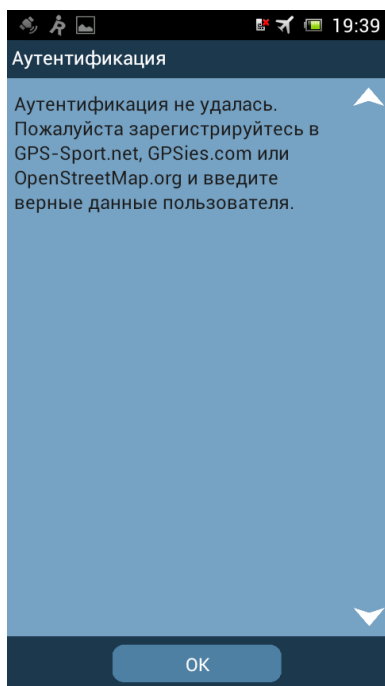 19:39
Аутентификация
Аутентификация не удалась.
Пожалуйста зарегистрируйтесь в
GPS-Sport.net, GPSies.com или
OpenStreetMap.org и введите
верные данные пользователя.
ОК